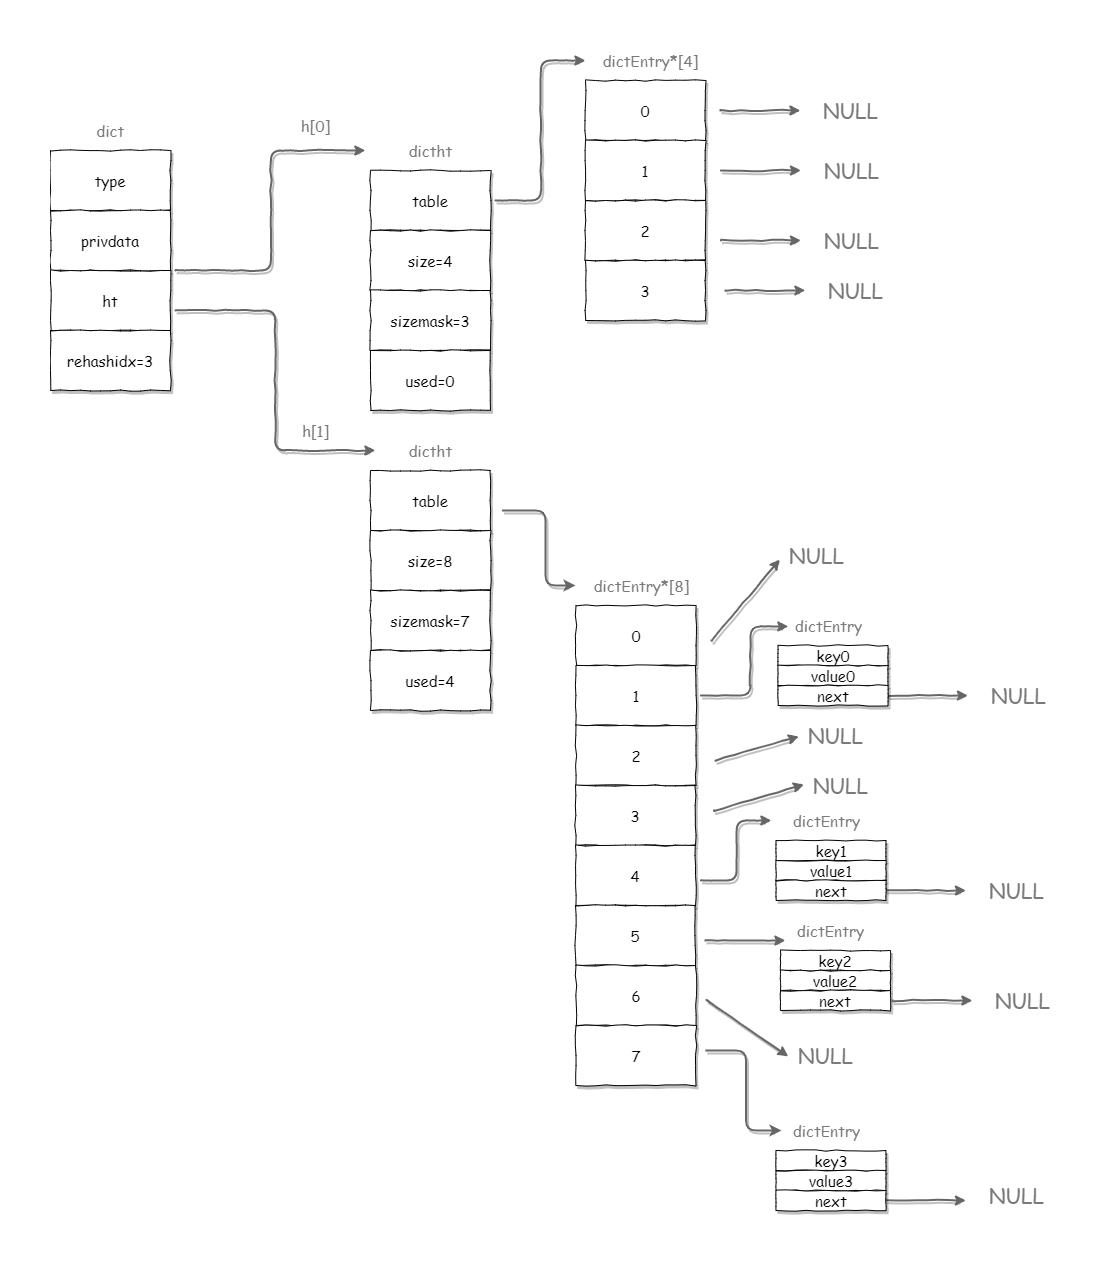 dict
type
privdata
ht
rehashidx=3
h[0]
dictht
table
size=4
sizemask=3
used=0
dictEntry*[4]
0
1
2
3
NULL
NULL
NULL
NULL
h[1]
dictht
table
size=8
sizemask=7
used=4
dictEntry*[8]
0
1
2
3
4
5
6
7
NULL
dictEntry
key0
value0
next
NULL
NULL
NULL
dictEntry
key1
value1
next
NULL
dictEntry
key2
value2
next
NULL
NULL
dictEntry
key3
value3
next
NULL